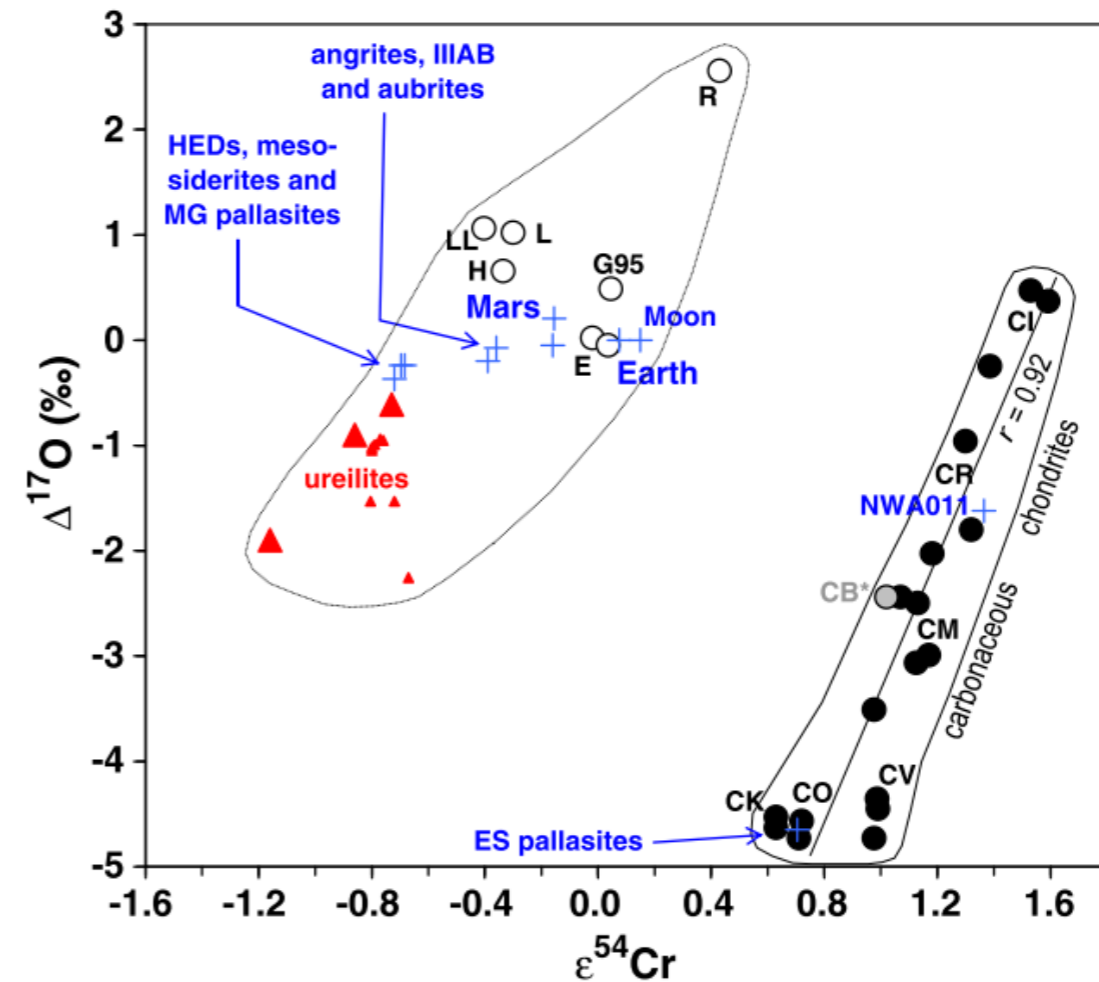 3
2
1
0
-1
-2
-3
-4
-5
Δ17O (‰)
angrites, IIIAB
and aubrites
HEDs, meso-
siderites and
MG pallasites
R
LL
L
H
G95
Mars
Moon
E
Earth
ureilites
CI
r = 0.92
CR
NWA011
chondrites
CB*
CM
carbonaceous
CV
CK
CO
ES pallasites
-1.6
-1.2
-0.8
-0.4
0.0
0.4
0.8
1.2
1.6
ε54Cr